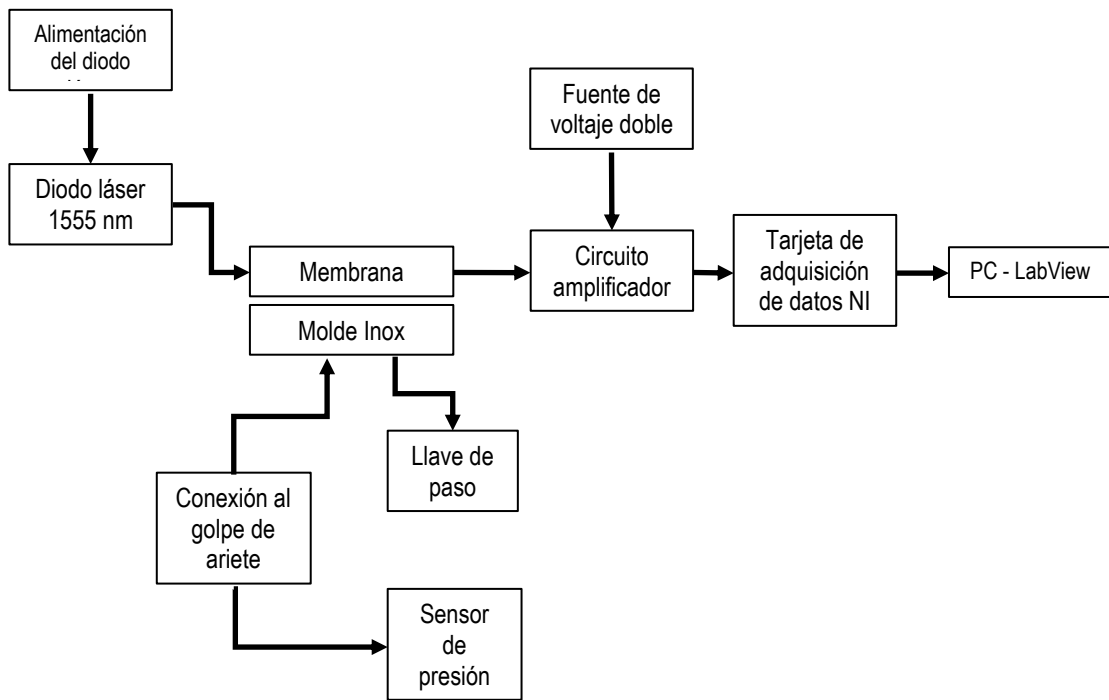 Alimentación
del diodo
Fuente de
voltaje doble
Diodo láser
1555 nm
Membrana
Circuito
amplificador
Tarjeta de
adquisición
de datos NI
PC - LabView
Molde Inox
Llave de
paso
Conexión al
golpe de
ariete
Sensor
de
presión